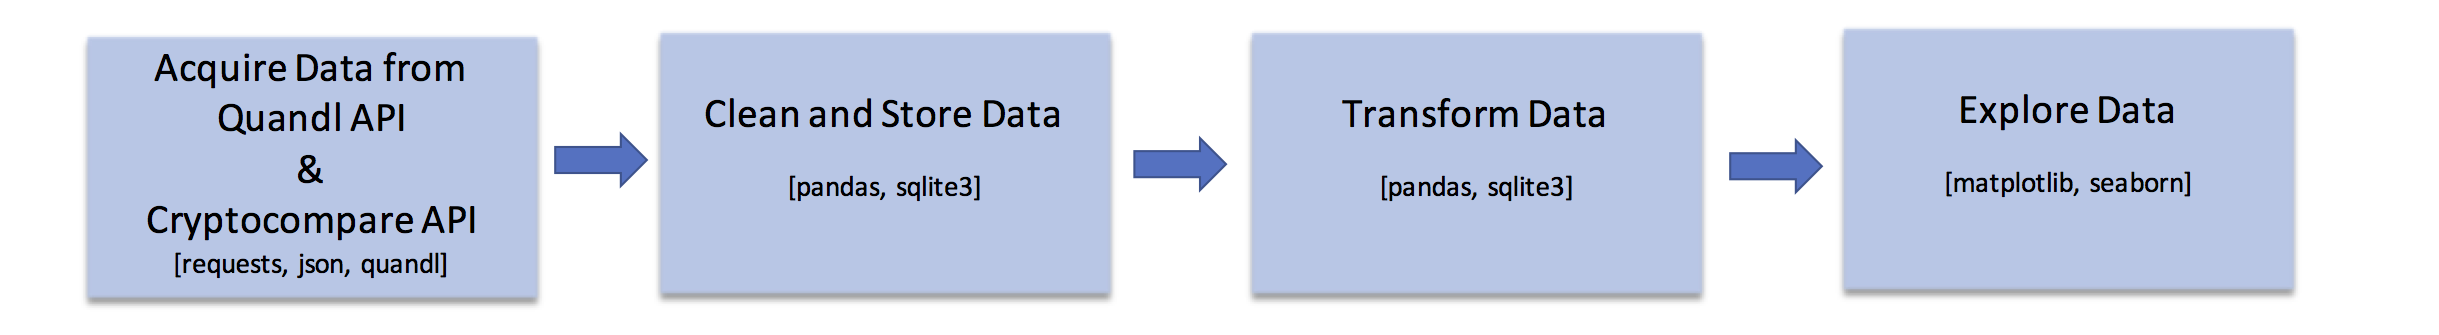 Acquire Data from
Quandl API
&
Cryptocompare API
[requests, json, quandl]
Clean and Store Data
[pandas, sqlite3]
Transform Data
[pandas, sqlite3]
Explore Data
[matplotlib, seaborn]